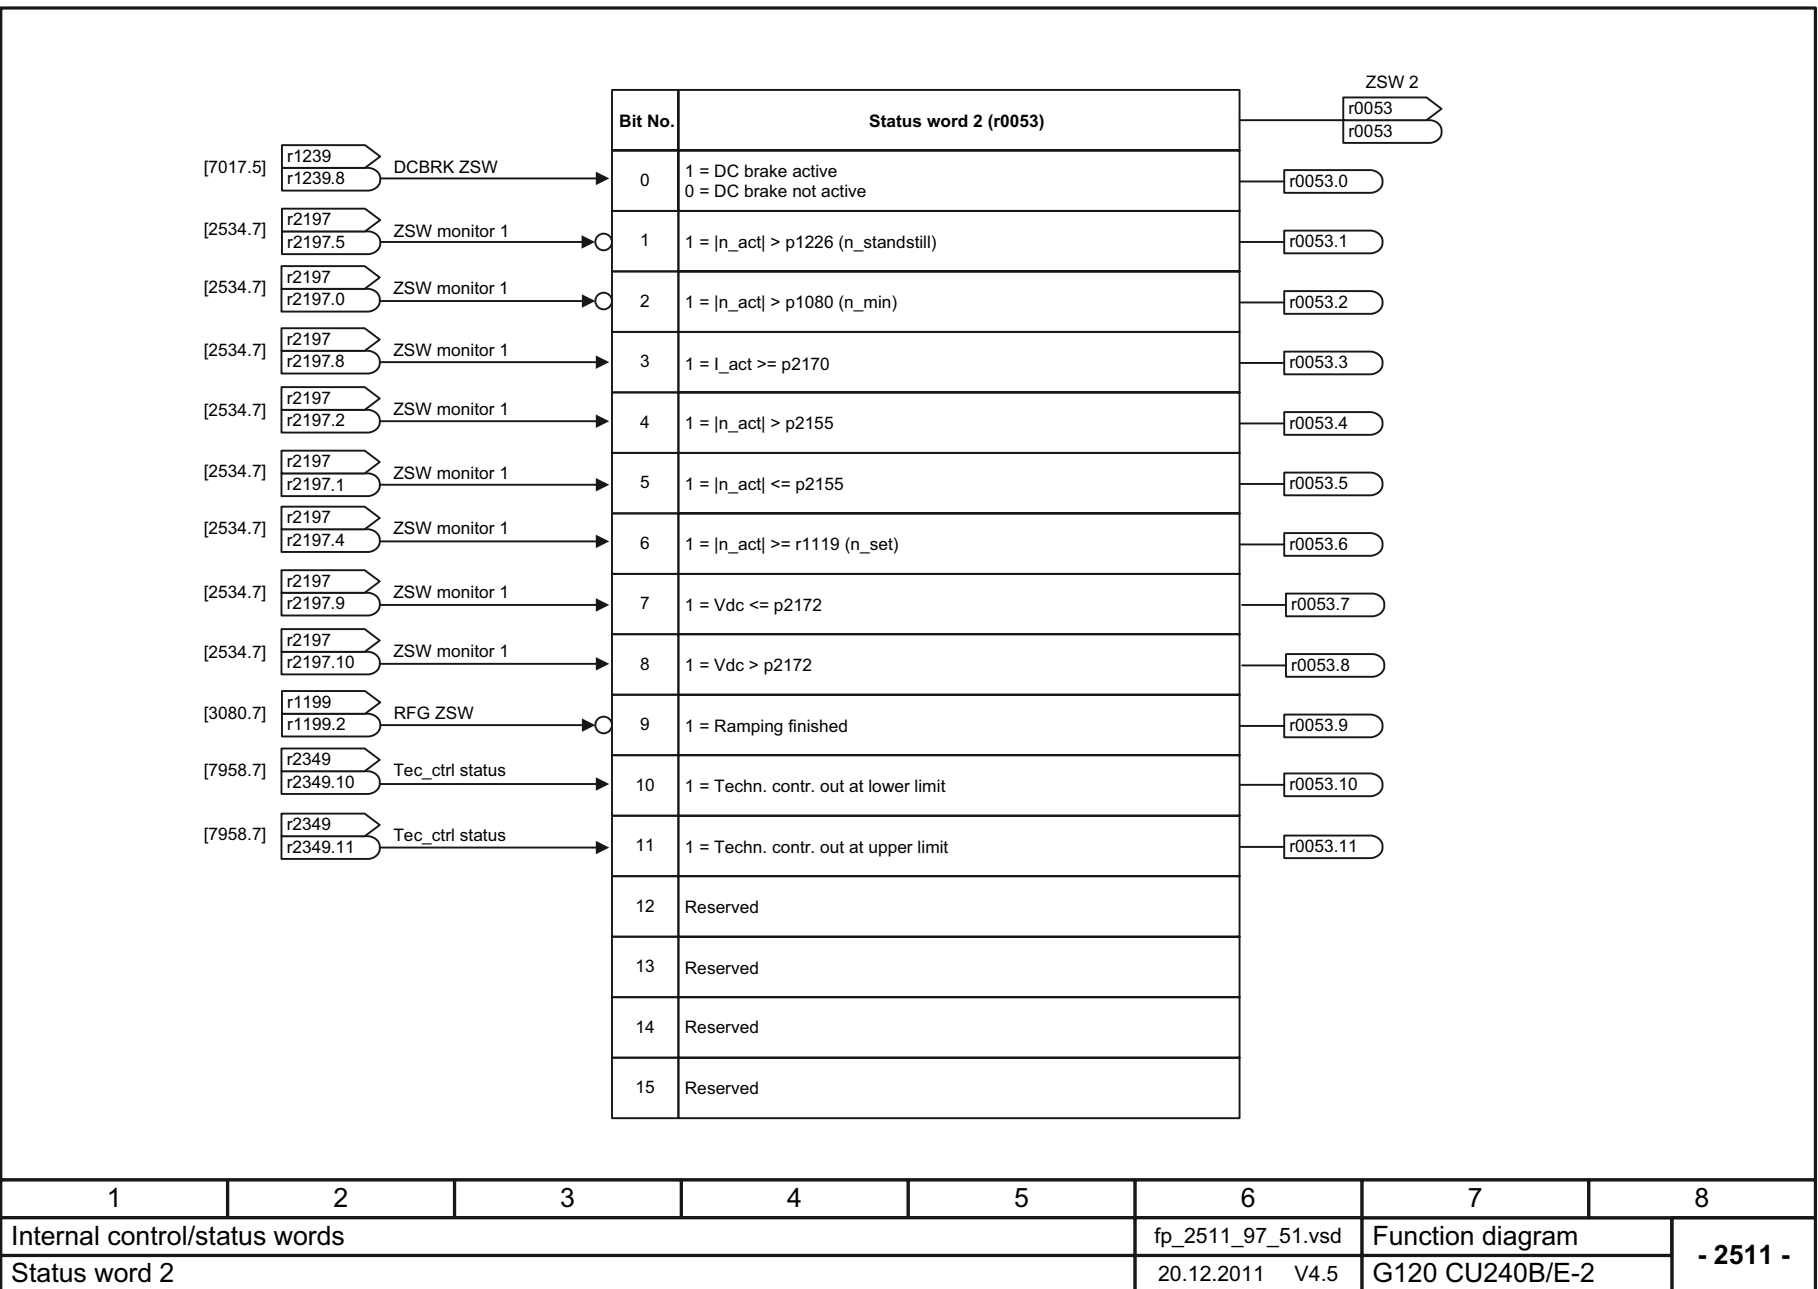 ZSW 2
r0053
r0053
Bit No. Status word 2 (r0053)
[7017.5] r1239 DCBRK ZSW
r1239.8
0 1 = DC brake active
0 = DC brake not active
r0053.0
[2534.7] r2197 ZSW monitor 1
r2197.5
1 1 = |n_act| > p1226 (n_standstill)
r0053.1
[2534.7] r2197 ZSW monitor 1
r2197.0
2 1 = |n_act| > p1080 (n_min)
r0053.2
[2534.7] r2197 ZSW monitor 1
r2197.8
3 1 = I_act >= p2170
r0053.3
[2534.7] r2197 ZSW monitor 1
r2197.2
4 1 = |n_act| > p2155
r0053.4
[2534.7] r2197 ZSW monitor 1
r2197.1
5 1 = |n_act| <= p2155
r0053.5
[2534.7] r2197 ZSW monitor 1
r2197.4
6 1 = |n_act| >= r1119 (n_set)
r0053.6
[2534.7] r2197 ZSW monitor 1
r2197.9
7 1 = Vdc <= p2172
r0053.7
[2534.7] r2197 ZSW monitor 1
r2197.10
8 1 = Vdc > p2172
r0053.8
[3080.7] r1199 RFG ZSW
r1199.2
9 1 = Ramping finished
r0053.9
[7958.7] r2349 Tec_ctrl status
r2349.10
10 1 = Techn. contr. out at lower limit
r0053.10
[7958.7] r2349 Tec_ctrl status
r2349.11
11 1 = Techn. contr. out at upper limit
r0053.11
12 Reserved
13 Reserved
14 Reserved
15 Reserved
1 2 3 4 5 6 7 8
Internal control/status words fp_2511_97_51.vsd Function diagram
- 2511 -
Status word 2 20.12.2011 V4.5 G120 CU240B/E-2